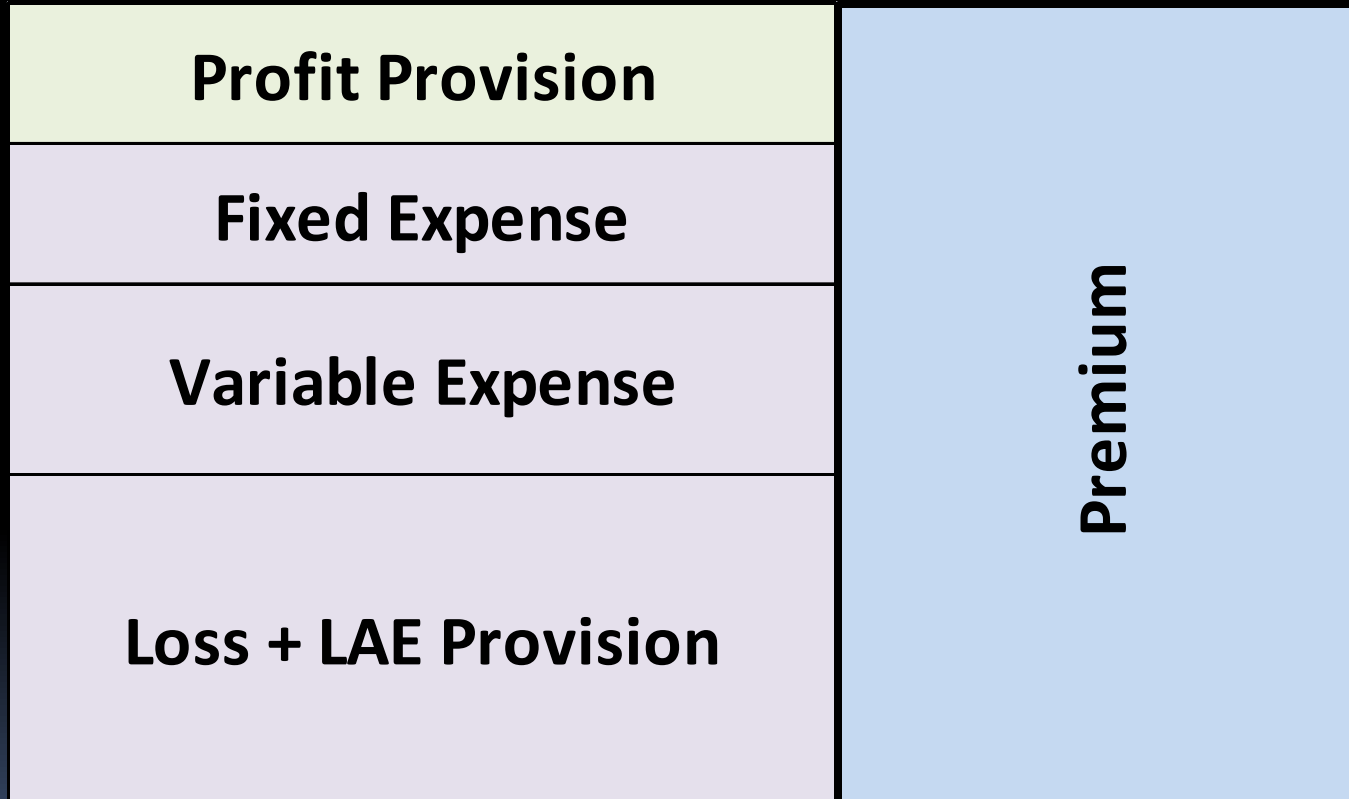 Profit Provision
Fixed Expense
Variable Expense
Loss + LAE Provision
Premium